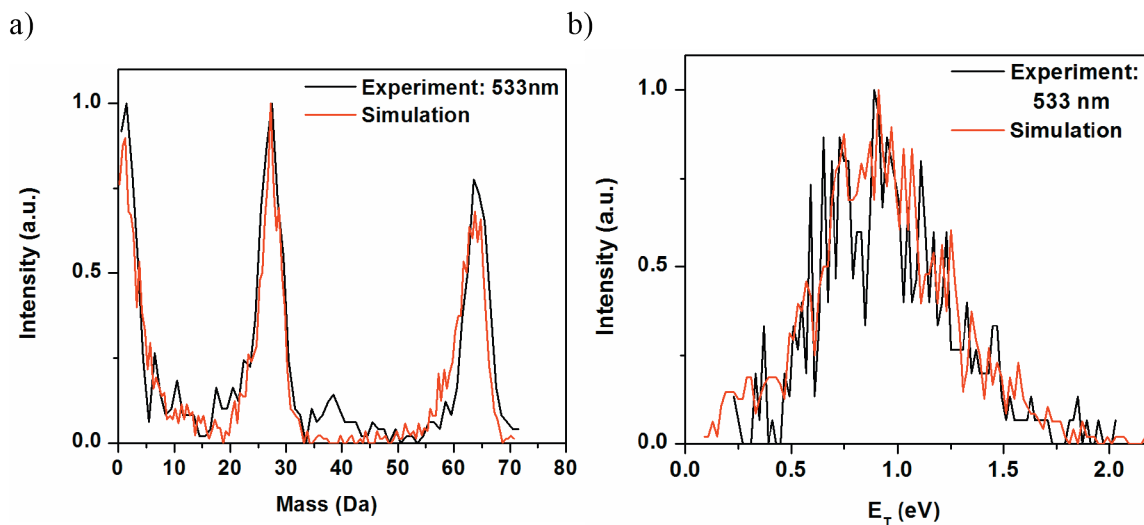 a)
Experiment: 533nm
Simulation
1.0
0.5
0.0
Intensity (a.u.)
0 10 20 30 40 50 60 70 80
Mass (Da)
b)
Experiment:
533 nm
Simulation
1.0
0.5
0.0
Intensity (a.u.)
0.0 0.5 1.0 1.5 2.0
E_T (eV)